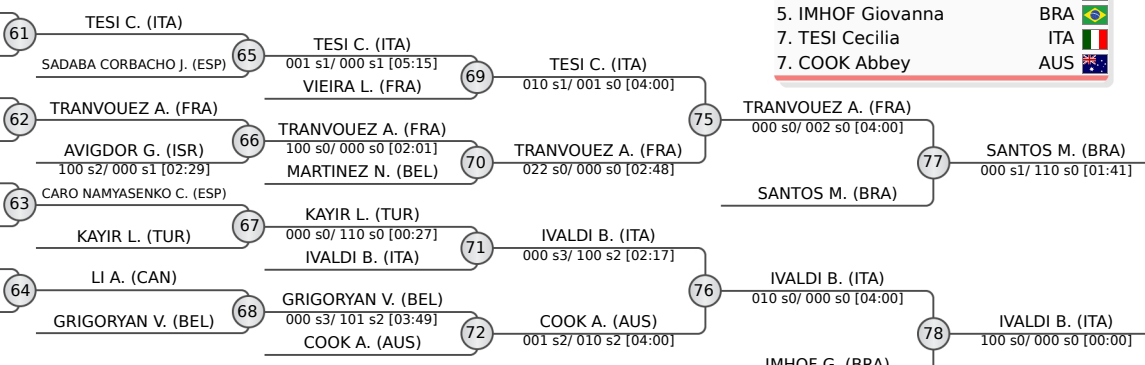 5. IMHOF Giovanna BRA
7. TESI Cecilia ITA
7. COOK Abbey AUS
61
TESI C. (ITA)
SADABA CORBACHO J. (ESP)
65
TESI C. (ITA)
001 s1/ 000 s1 [05:15]
VIEIRA L. (FRA)
69
TESI C. (ITA)
010 s1/ 001 s0 [04:00]
62
TRANVOUEZ A. (FRA)
AVIGDOR G. (ISR)
100 s2/ 000 s1 [02:29]
66
TRANVOUEZ A. (FRA)
100 s0/ 000 s0 [02:01]
MARTINEZ N. (BEL)
70
TRANVOUEZ A. (FRA)
022 s0/ 000 s0 [02:48]
75
TRANVOUEZ A. (FRA)
000 s0/ 002 s0 [04:00]
SANTOS M. (BRA)
77
SANTOS M. (BRA)
000 s1/ 110 s0 [01:41]
63
CARO NAMYASENKO C. (ESP)
KAYIR L. (TUR)
67
KAYIR L. (TUR)
000 s0/ 110 s0 [00:27]
IVALDI B. (ITA)
71
IVALDI B. (ITA)
000 s3/ 100 s2 [02:17]
64
LI A. (CAN)
GRIGORYAN V. (BEL)
68
GRIGORYAN V. (BEL)
000 s3/ 101 s2 [03:49]
COOK A. (AUS)
72
COOK A. (AUS)
001 s2/ 010 s2 [04:00]
76
IVALDI B. (ITA)
010 s0/ 000 s0 [04:00]
IMHOF G. (BRA)
78
IVALDI B. (ITA)
100 s0/ 000 s0 [00:00]